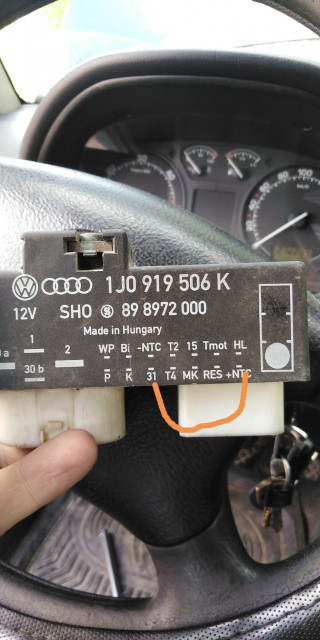 1J0 919 506 K
12V SHO 89 8972 000
Made in Hungary
1 2 WP Bi -NTC T2 15 Tmot HL
30 b P K 31 T4 MK RES +NTC